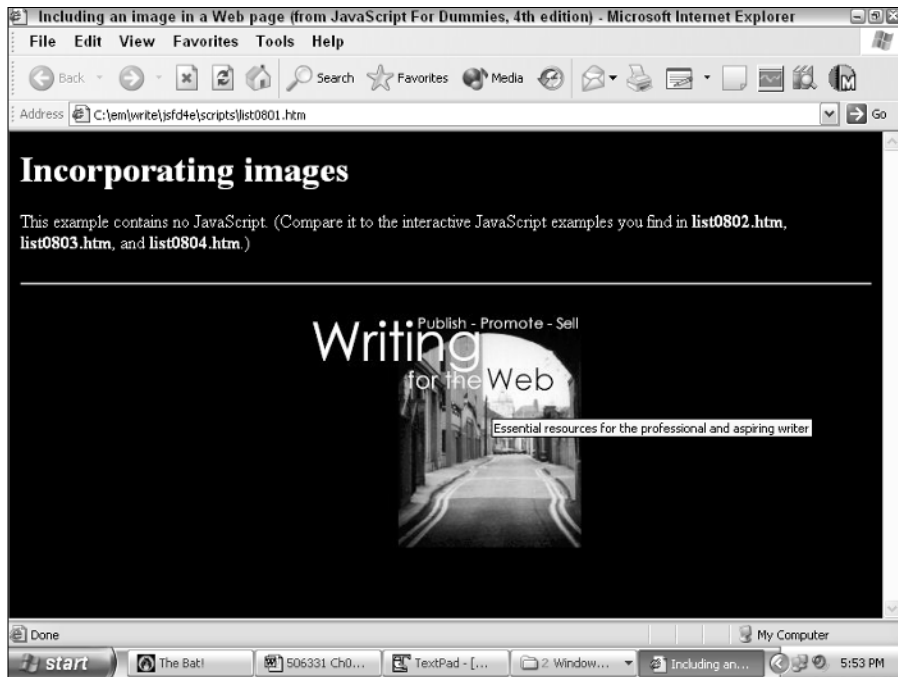 Including an image in a Web page (from JavaScript For Dummies, 4th edition) - Microsoft Internet Explorer
File Edit View Favorites Tools Help
Back Search Favorites Media
Address C:\em\write\jsfd4e\scripts\list0801.htm Go
Incorporating images
This example contains no JavaScript. (Compare it to the interactive JavaScript examples you find in list0802.htm,
list0803.htm, and list0804.htm.)
Publish - Promote - Sell
Writing
for the Web
Essential resources for the professional and aspiring writer
Done My Computer
start The Bat! 506331 Ch0... TextPad - [... 2 Window... Including an... 5:53 PM